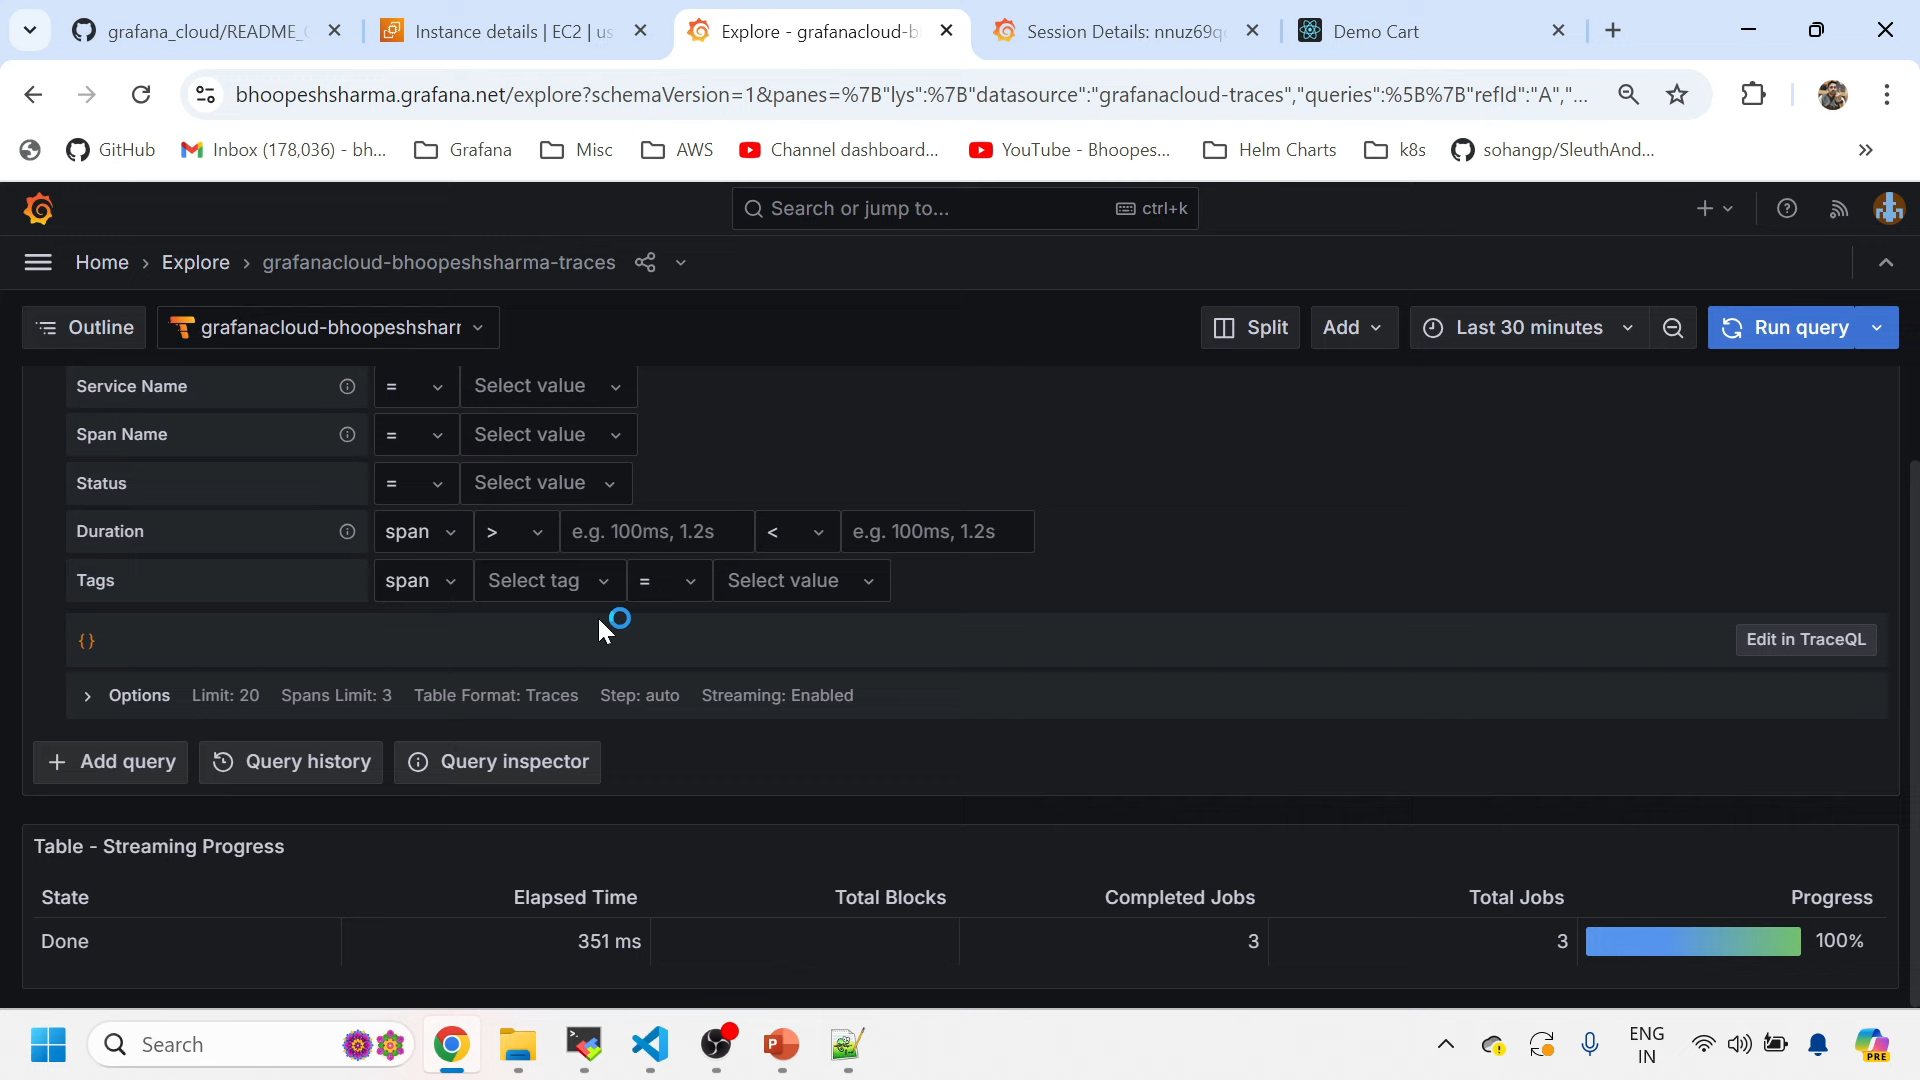 grafana_cloud/README_
Instance details | EC2 | us
Explore - grafanacloud-b
Session Details: nnuz69q
Demo Cart
bhoopeshsharma.grafana.net/explore?schemaVersion=1&panes=%7B"lys":%7B"datasource":"grafanacloud-traces","queries":%5B%7B"refId":"A","...
GitHub Inbox (178,036) - bh... Grafana Misc AWS Channel dashboard... YouTube - Bhoopes... Helm Charts k8s sohangp/SleuthAnd... »
Search or jump to... ctrl+k
Home › Explore › grafanacloud-bhoopeshsharma-traces
Outline grafanacloud-bhoopeshsharr Split Add Last 30 minutes Run query
Service Name = Select value
Span Name = Select value
Status = Select value
Duration span > e.g. 100ms, 1.2s < e.g. 100ms, 1.2s
Tags span Select tag = Select value
{} Edit in TraceQL
Options Limit: 20 Spans Limit: 3 Table Format: Traces Step: auto Streaming: Enabled
+ Add query Query history Query inspector
Table - Streaming Progress
State Elapsed Time Total Blocks Completed Jobs Total Jobs Progress
Done 351 ms 3 3 100%
Search ENG
IN
PRE